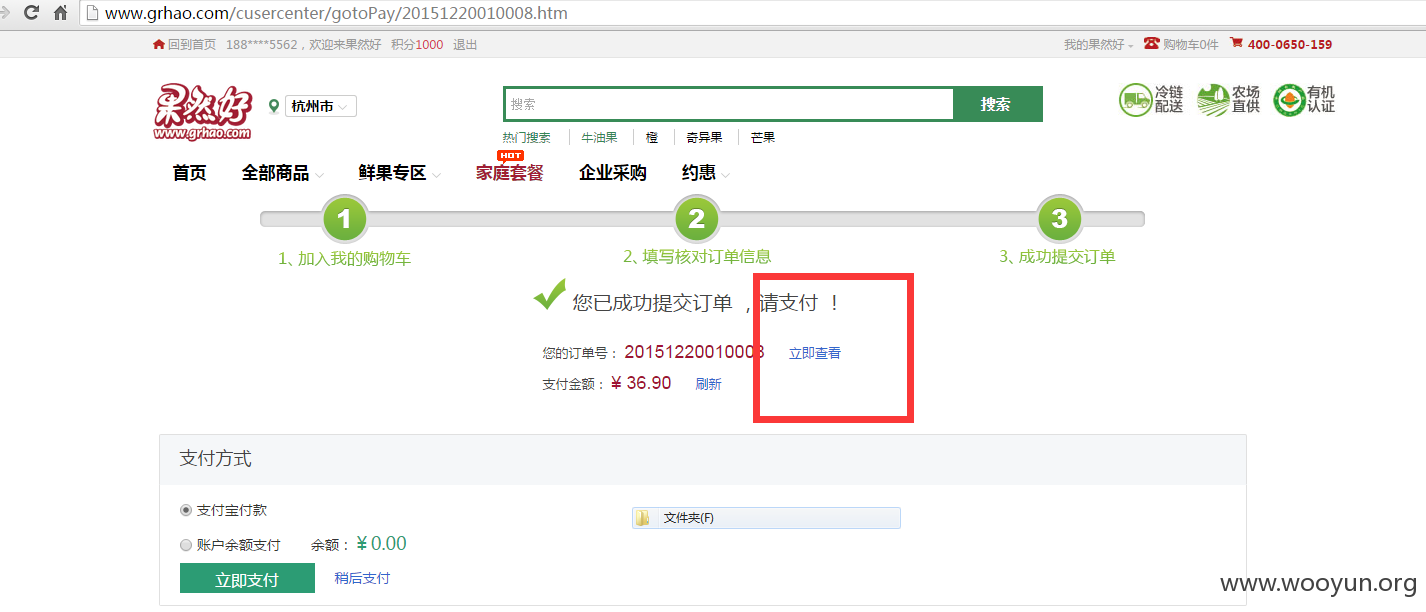 www.grhao.com/cusercenter/gotoPay/20151220010008.htm
回到首页 188****5562，欢迎来果然好 积分1000 退出 我的果然好 购物车0件 400-0650-159
果然好
www.grhao.com
杭州市
搜索 搜索
冷链配送 农场直供 有机认证
热门搜索 牛油果 橙 奇异果 芒果
HOT
首页 全部商品 鲜果专区 家庭套餐 企业采购 约惠
1 2 3
1、加入我的购物车 2、填写核对订单信息 3、成功提交订单
您已成功提交订单 ，请支付 ！
您的订单号： 20151220010008 立即查看
支付金额： ¥ 36.90 刷新
支付方式
支付宝付款
文件夹(F)
账户余额支付 余额： ¥0.00
立即支付 稍后支付
www.wooyun.org